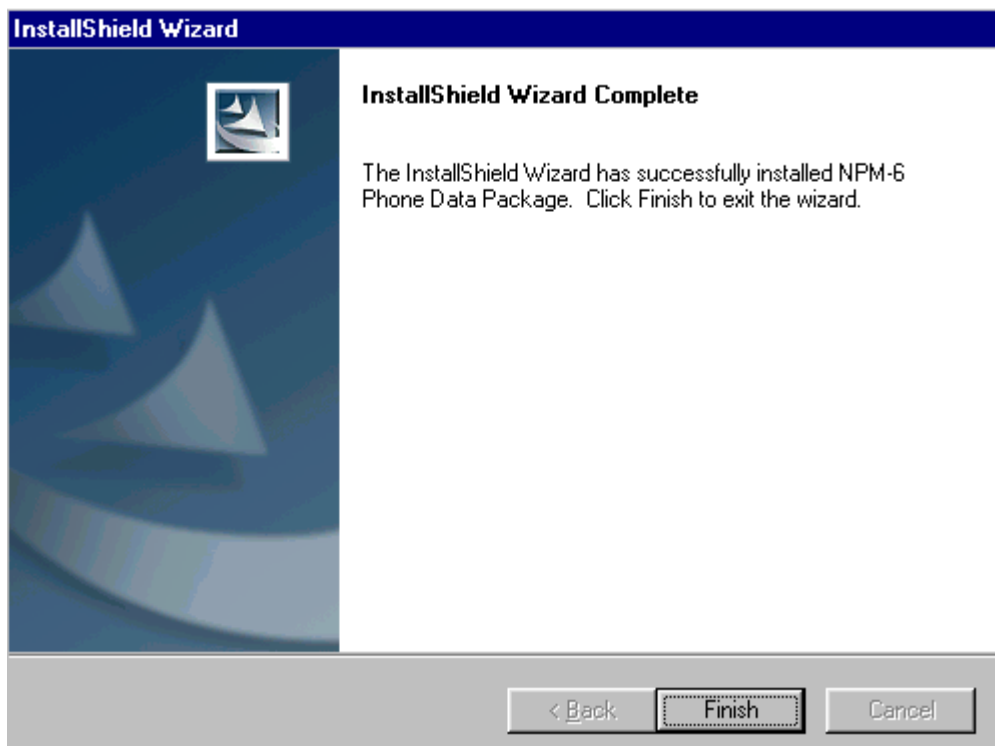 InstallShield Wizard
InstallShield Wizard Complete
The InstallShield Wizard has successfully installed NPM-6
Phone Data Package.  Click Finish to exit the wizard.
< Back
Finish
Cancel